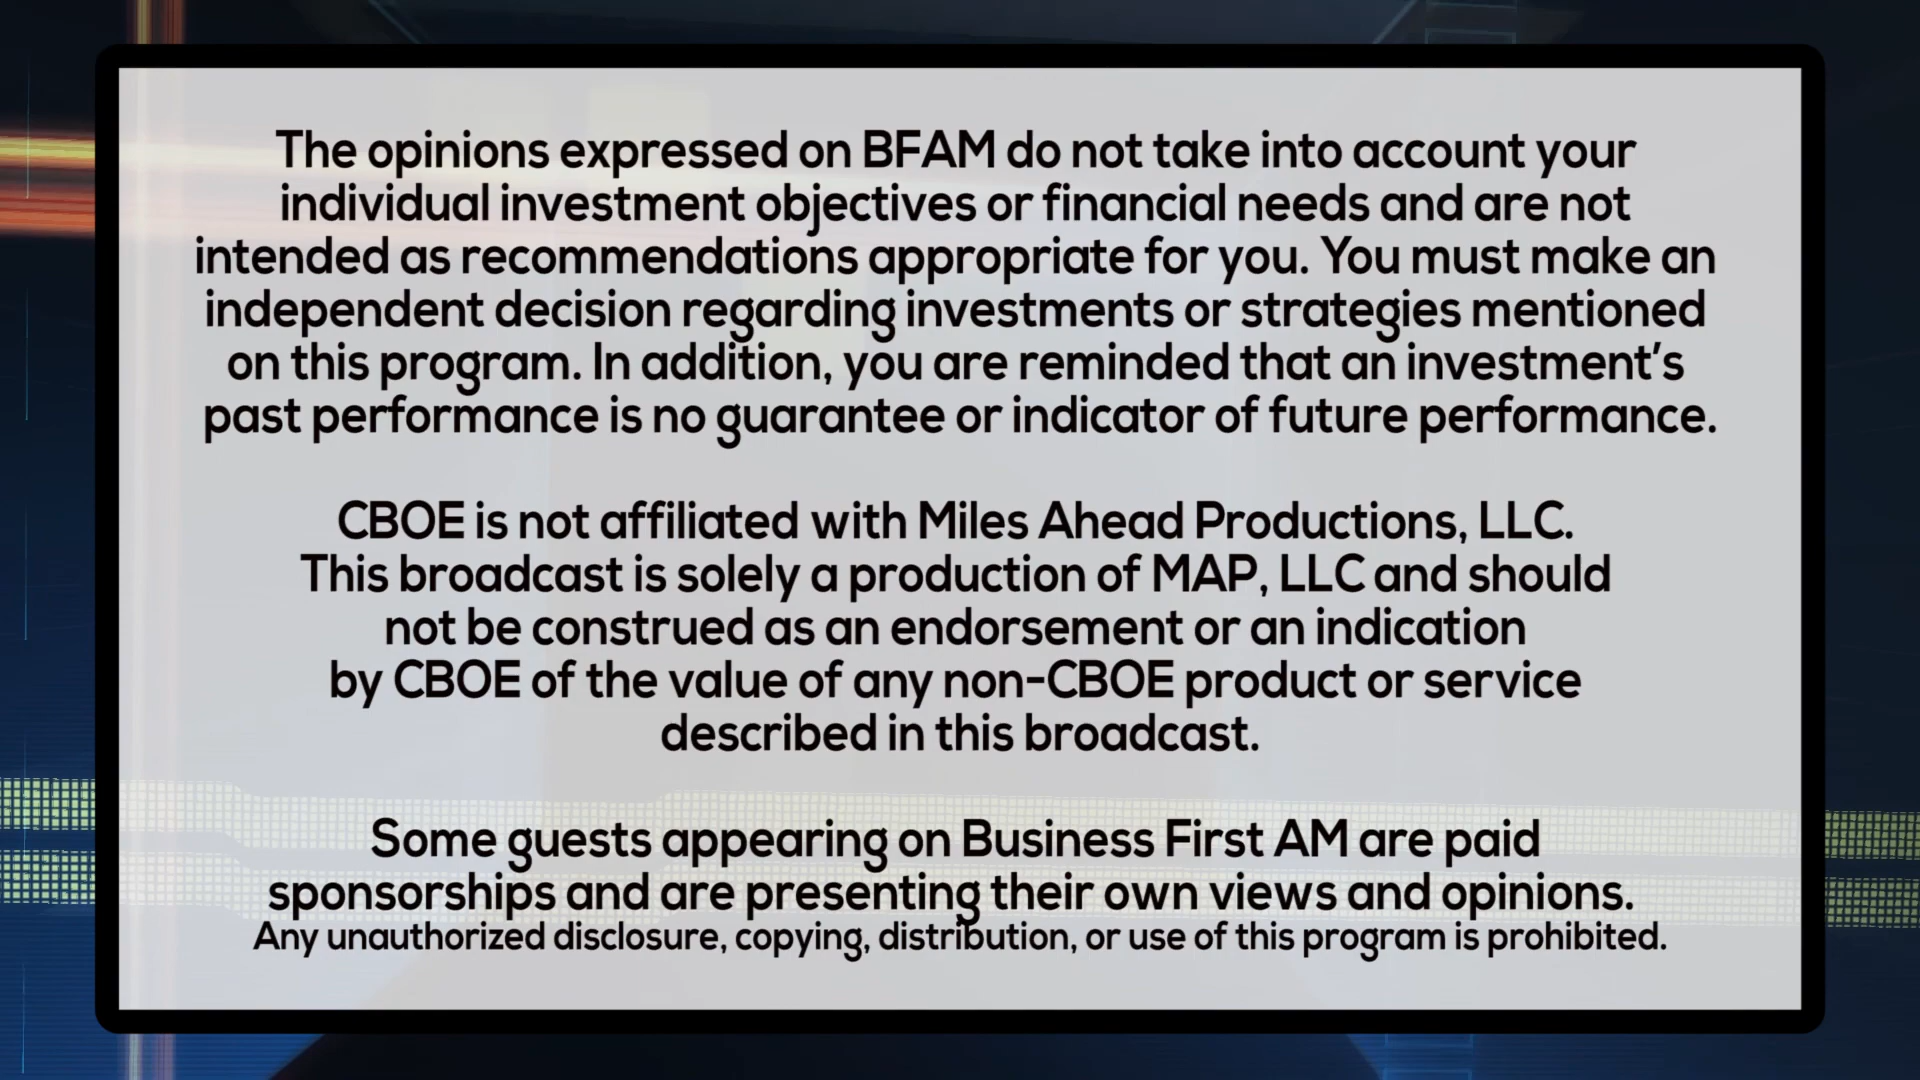 The opinions expressed on BFAM do not take into account your
individual investment objectives or financial needs and are not
intended as recommendations appropriate for you. You must make an
independent decision regarding investments or strategies mentioned
on this program. In addition, you are reminded that an investment’s
past performance is no guarantee or indicator of future performance.
CBOE is not affiliated with Miles Ahead Productions, LLC.
This broadcast is solely a production of MAP, LLC and should
not be construed as an endorsement or an indication
by CBOE of the value of any non-CBOE product or service
described in this broadcast.
Some guests appearing on Business First AM are paid
sponsorships and are presenting their own views and opinions.
Any unauthorized disclosure, copying, distribution, or use of this program is prohibited.